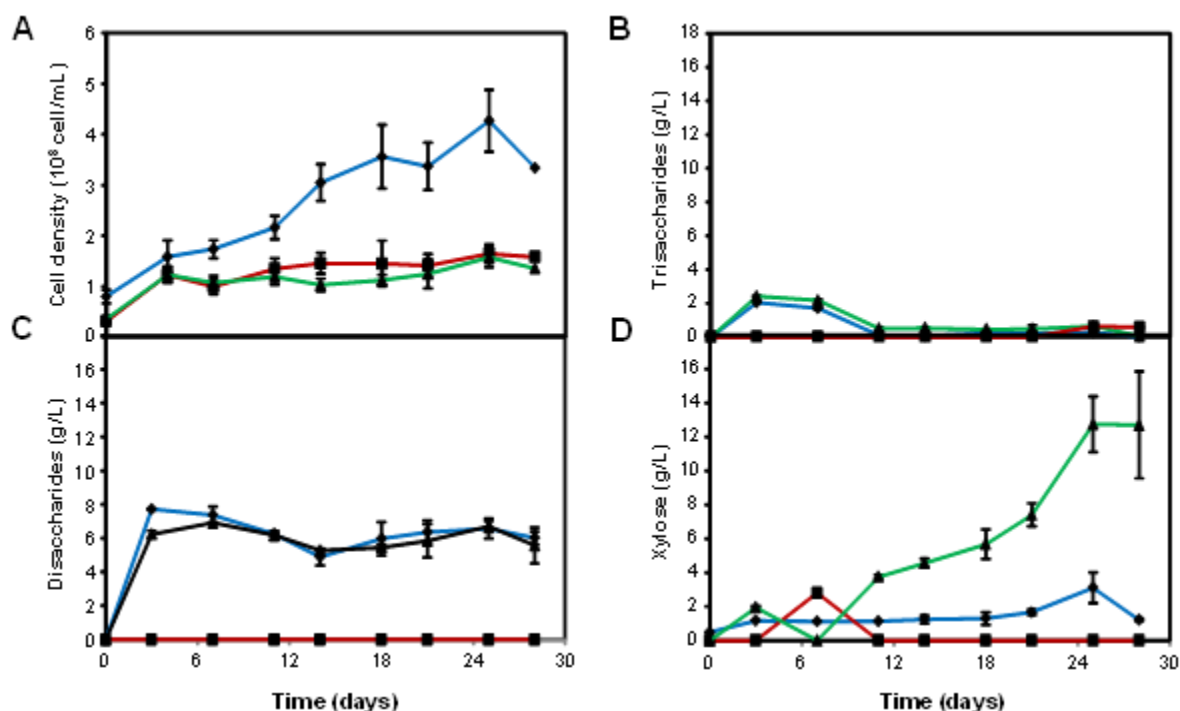 A
Cell density (10⁸ cell/mL)
6
5
4
3
2
1
0
B
Trisaccharides (g/L)
18
16
14
12
10
8
6
4
2
0
C
Disaccharides (g/L)
16
14
12
10
8
6
4
2
0
0 6 12 18 24 30
Time (days)
D
Xylose (g/L)
16
14
12
10
8
6
4
2
0
0 6 12 18 24 30
Time (days)